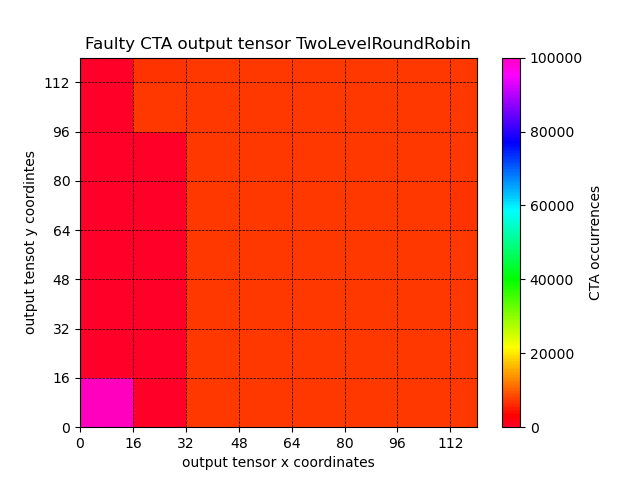 Faulty CTA output tensor TwoLevelRoundRobin
output tensot y coordintes
112
96
80
64
48
32
16
0
0 16 32 48 64 80 96 112
output tensor x coordinates
100000
80000
60000
40000
20000
0
CTA occurrences